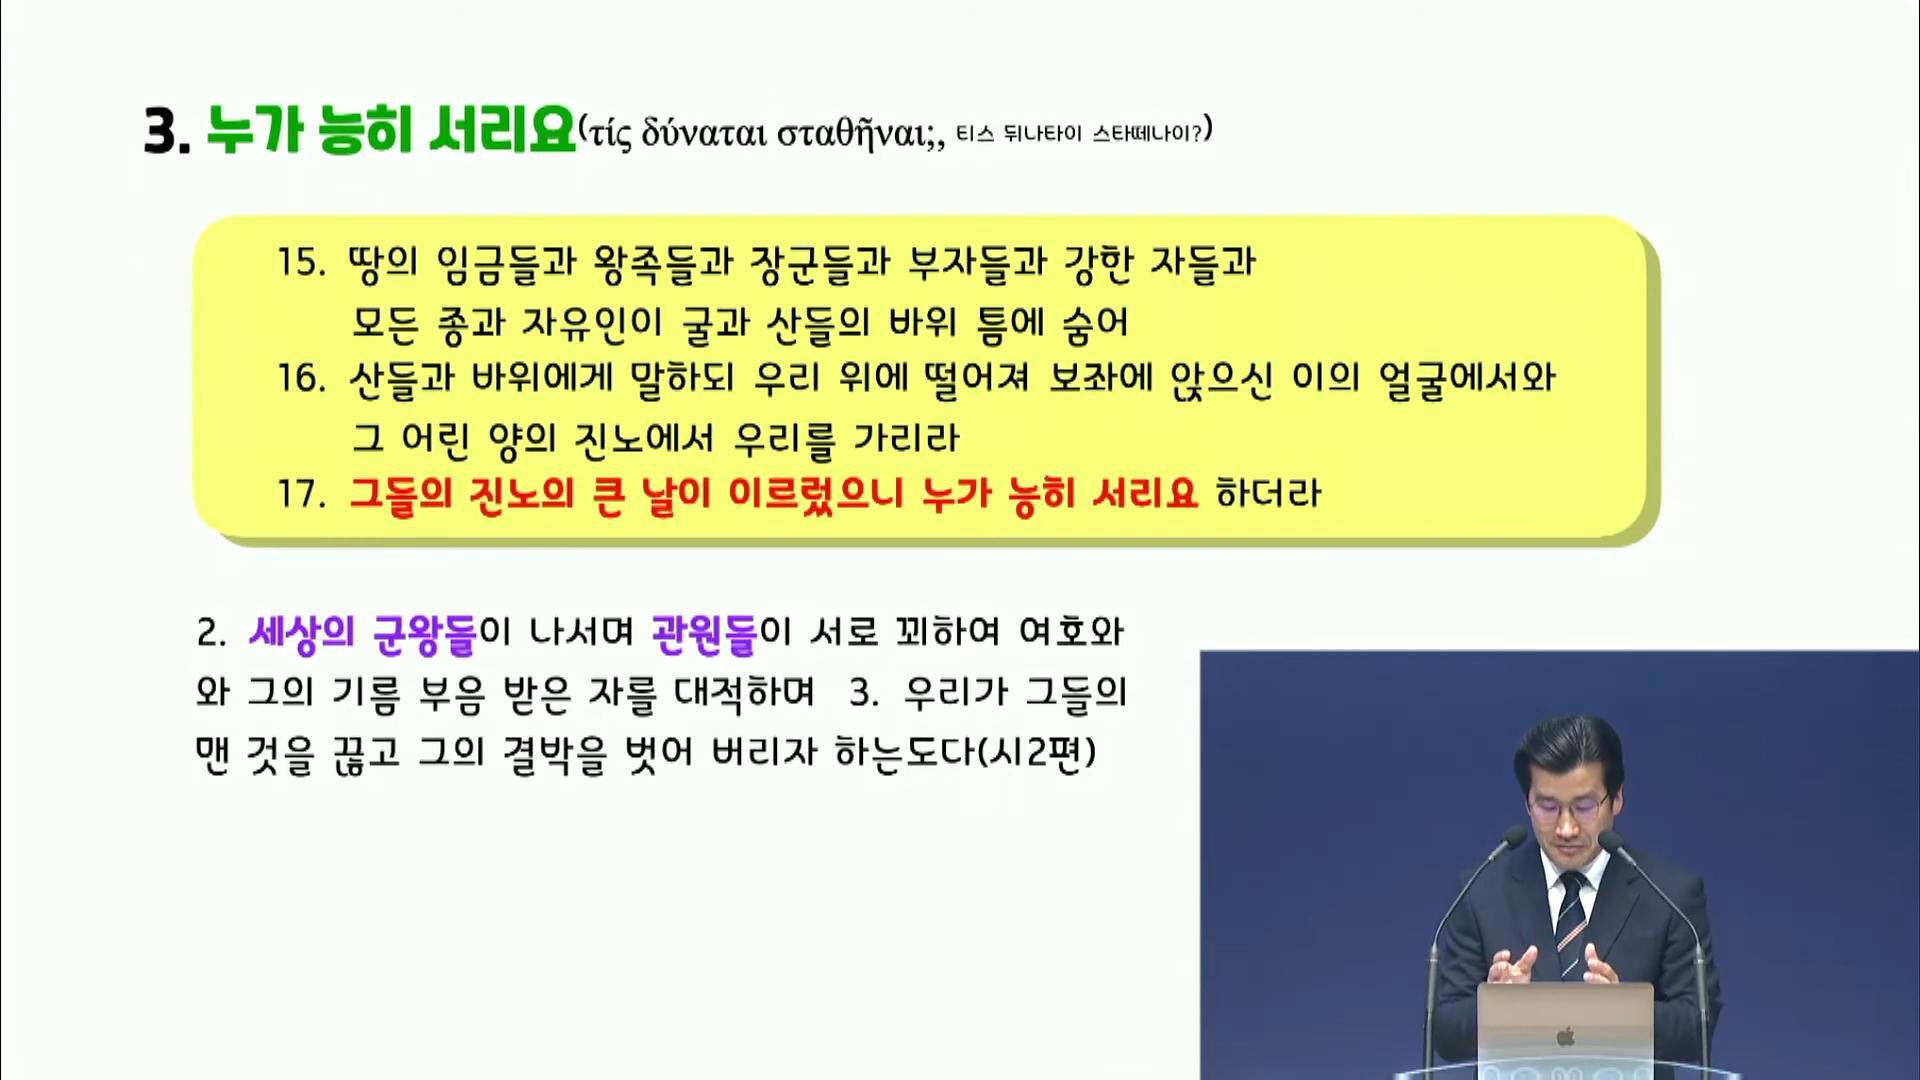 3. 누가 능히 서리요(τίς δύναται σταθῆναι;, 티스 뒤나타이 스타떼나이?)
15. 땅의 임금들과 왕족들과 장군들과 부자들과 강한 자들과
모든 종과 자유인이 굴과 산들의 바위 틈에 숨어
16. 산들과 바위에게 말하되 우리 위에 떨어져 보좌에 앉으신 이의 얼굴에서와
그 어린 양의 진노에서 우리를 가리라
17. 그들의 진노의 큰 날이 이르렀으니 누가 능히 서리요 하더라
2. 세상의 군왕들이 나서며 관원들이 서로 꾀하여 여호와
와 그의 기름 부음 받은 자를 대적하며 3. 우리가 그들의
맨 것을 끊고 그의 결박을 벗어 버리자 하는도다(시2편)